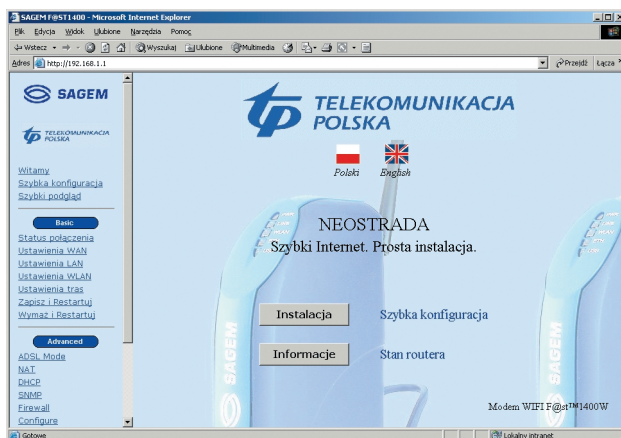 SAGEM F@ST1400 - Microsoft Internet Explorer
Plik Edycja Widok Ulubione Narzędzia Pomoc
Wstecz Wyszukaj Ulubione Multimedia
Adres http://192.168.1.1 Przejdź Łącza
SAGEM
TELEKOMUNIKACJA
POLSKA
Witamy
Szybka konfiguracja
Szybki podgląd
Basic
Status połączenia
Ustawienia WAN
Ustawienia LAN
Ustawienia WLAN
Ustawienia tras
Zapisz i Restartuj
Wymaz i Restartuj
Advanced
ADSL Mode
NAT
DHCP
SNMP
Firewall
Configure
tp TELEKOMUNIKACJA
POLSKA
Polski English
NEOSTRADA
Szybki Internet. Prosta instalacja.
Instalacja Szybka konfiguracja
Informacje Stan routera
SAGEM
SAGEM
Modem WIFI F@st™1400W
Gotowe Lokalny intranet